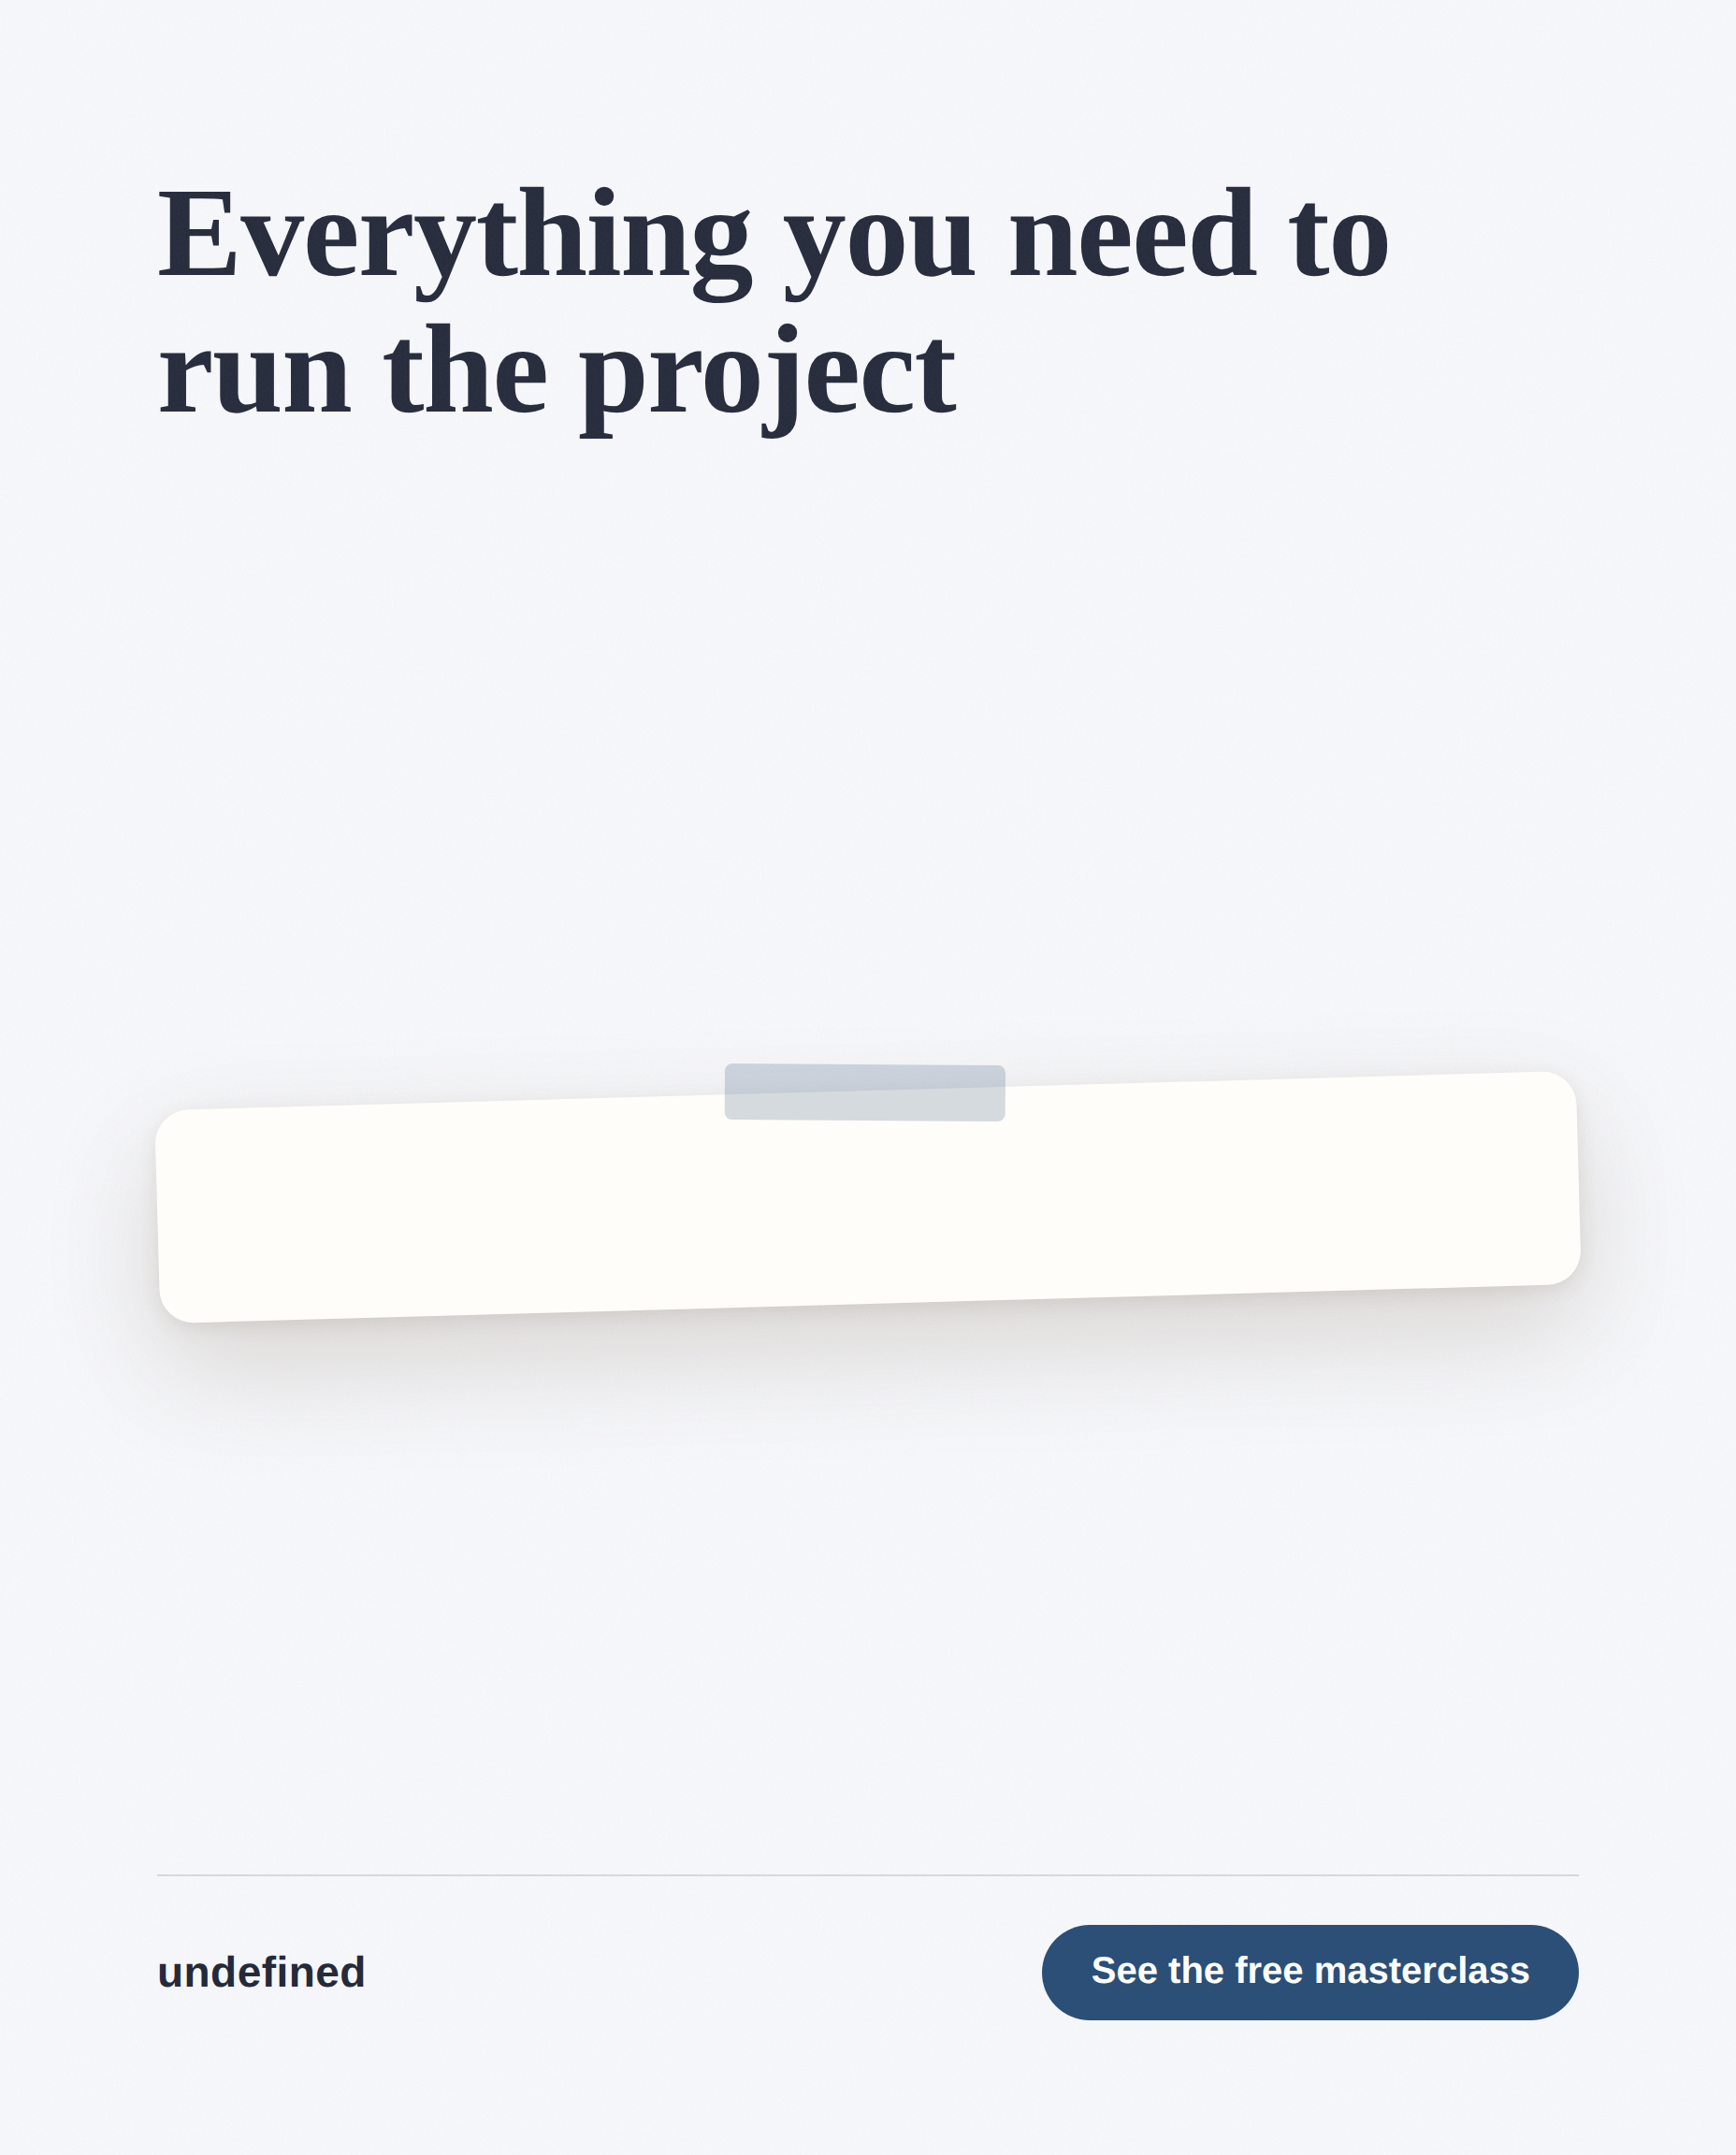 Everything you need to
run the project
undefined
See the free masterclass